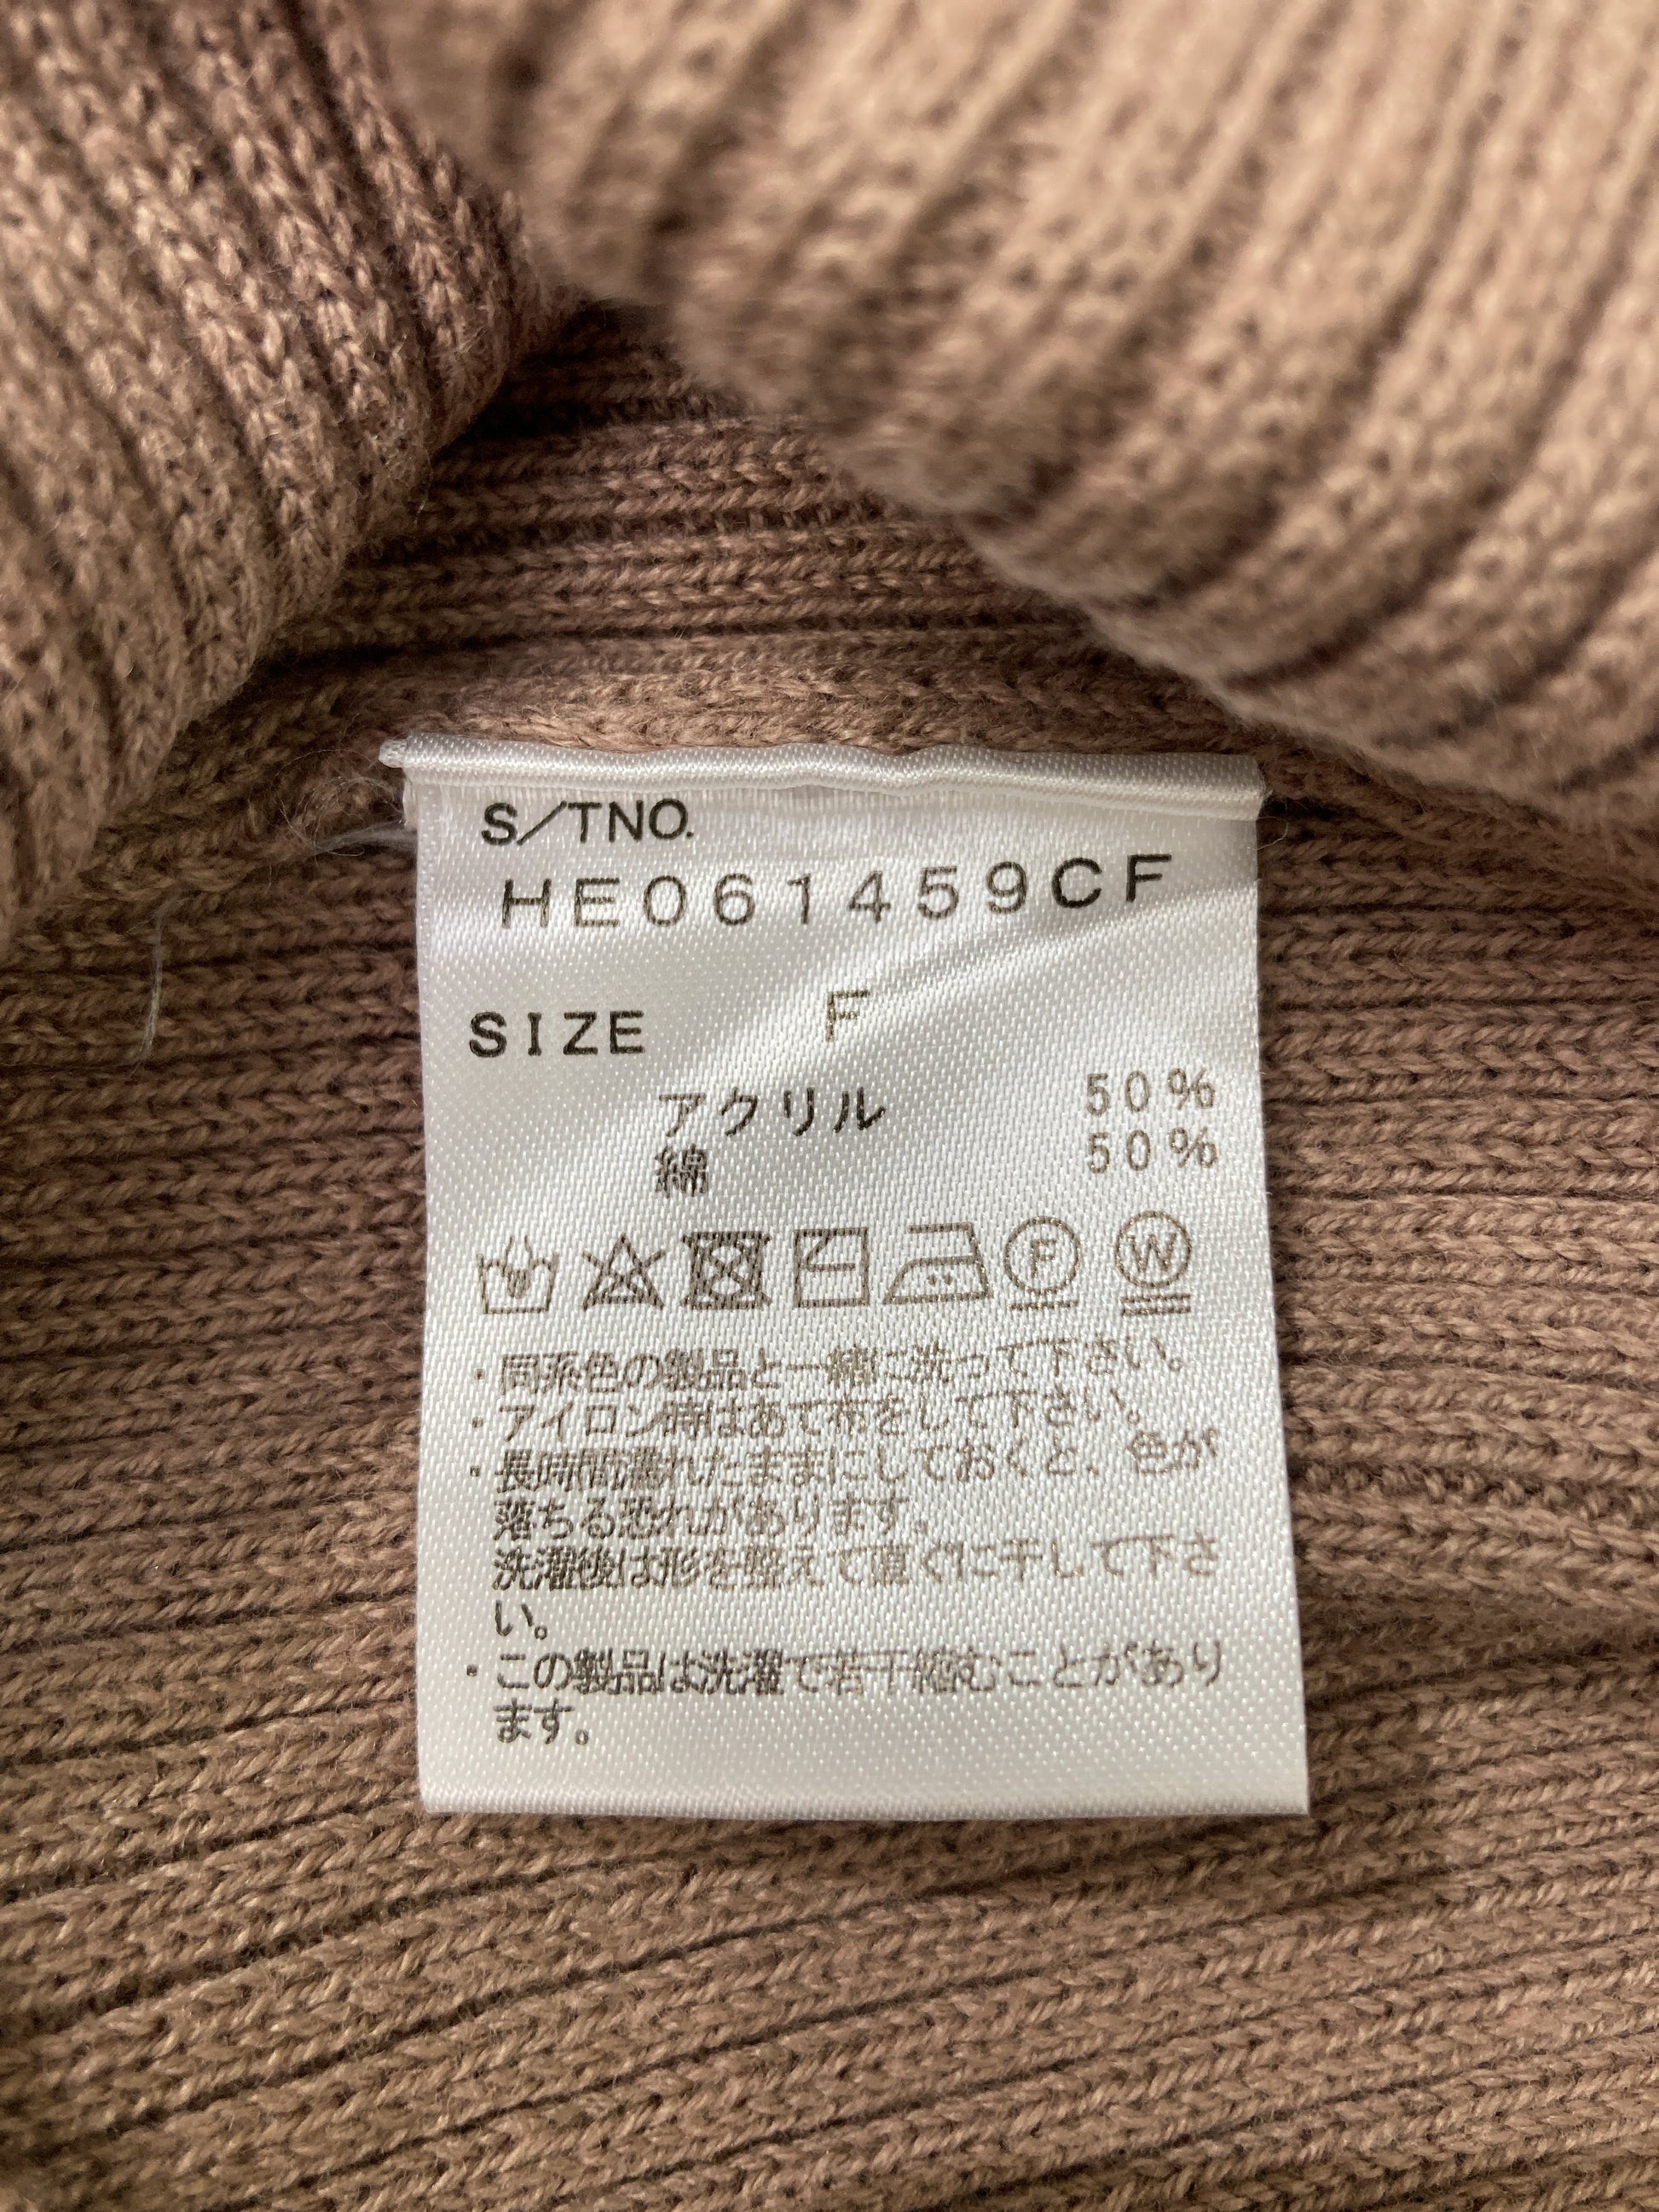 S/TNO.
HE061459CF
SIZE F
アクリル 50%
綿 50%
F W
・同系色の製品と一緒に洗って下さい。
・アイロン時はあて布をして下さい。
・長時間濡れたままにしておくと、色が
落ちる恐れがあります。
洗濯後は形を整えて直ぐに干して下さ
い。
・この製品は洗濯で若干縮むことがあり
ます。